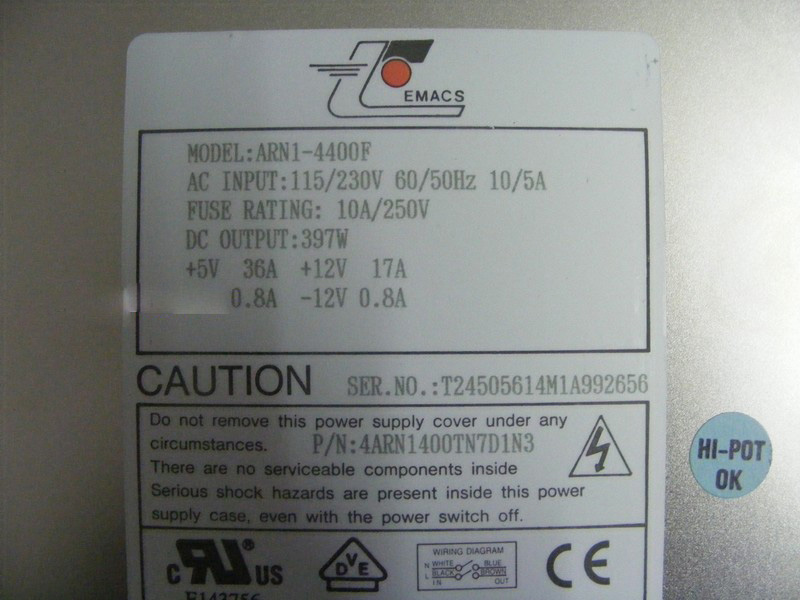 EMACS
MODEL:ARN1-4400F
AC INPUT:115/230V 60/50Hz 10/5A
FUSE RATING: 10A/250V
DC OUTPUT:397W
+5V 36A +12V 17A
0.8A -12V 0.8A
CAUTION SER.NO.:T24505614M1A992656
Do not remove this power supply cover under any
circumstances. P/N:4ARN1400TN7D1N3
There are no serviceable components inside
Serious shock hazards are present inside this power
supply case, even with the power switch off.
HI-POT
OK
c RU ® US
E143756
DVE
WIRING DIAGRAM
N WHITE BLUE
L BLACK BROWN
IN OUT
CE